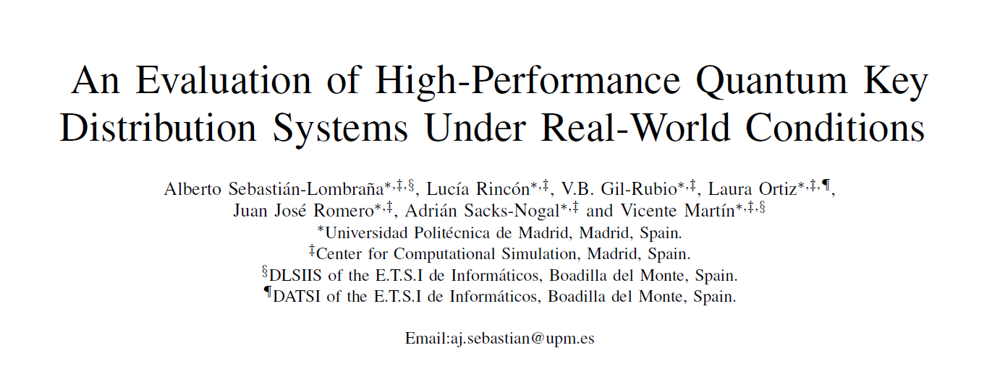 An Evaluation of High-Performance Quantum Key
Distribution Systems Under Real-World Conditions
Alberto Sebastián-Lombraña*,‡,§, Lucía Rincón*,‡, V.B. Gil-Rubio*,‡, Laura Ortiz*,‡,¶,
Juan José Romero*,‡, Adrián Sacks-Nogal*,‡ and Vicente Martín*,‡,§
*Universidad Politécnica de Madrid, Madrid, Spain.
‡Center for Computational Simulation, Madrid, Spain.
§DLSIIS of the E.T.S.I de Informáticos, Boadilla del Monte, Spain.
¶DATSI of the E.T.S.I de Informáticos, Boadilla del Monte, Spain.
Email:aj.sebastian@upm.es